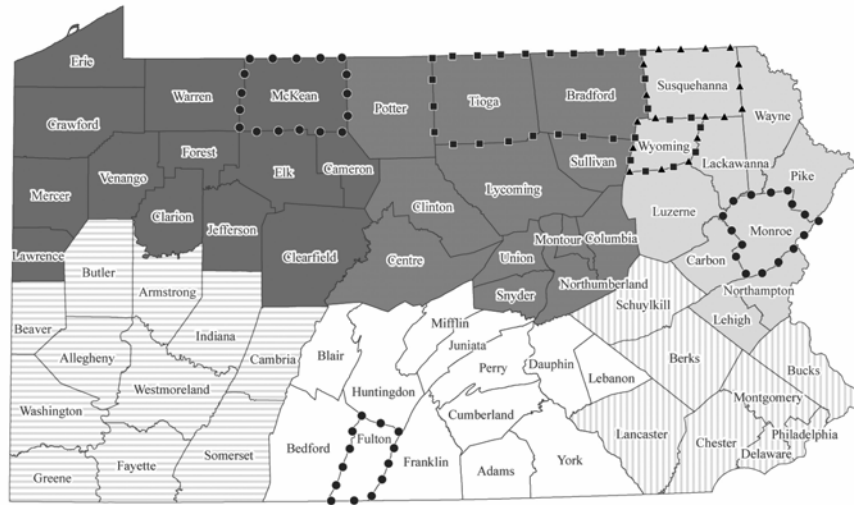 Erie
Warren
McKean
Potter
Tioga
Bradford
Susquehanna
Wayne
Crawford
Forest
Elk
Cameron
Sullivan
Wyoming
Lackawanna
Pike
Mercer
Venango
Clarion
Jefferson
Clinton
Lycoming
Luzerne
Monroe
Lawrence
Butler
Armstrong
Clearfield
Centre
Union
Montour
Columbia
Carbon
Northampton
Snyder
Northumberland
Schuylkill
Lehigh
Beaver
Allegheny
Indiana
Cambria
Blair
Mifflin
Juniata
Perry
Dauphin
Lebanon
Berks
Bucks
Westmoreland
Huntingdon
Montgomery
Washington
Cumberland
Lancaster
Philadelphia
Greene
Fayette
Somerset
Bedford
Fulton
Franklin
Adams
York
Chester
Delaware